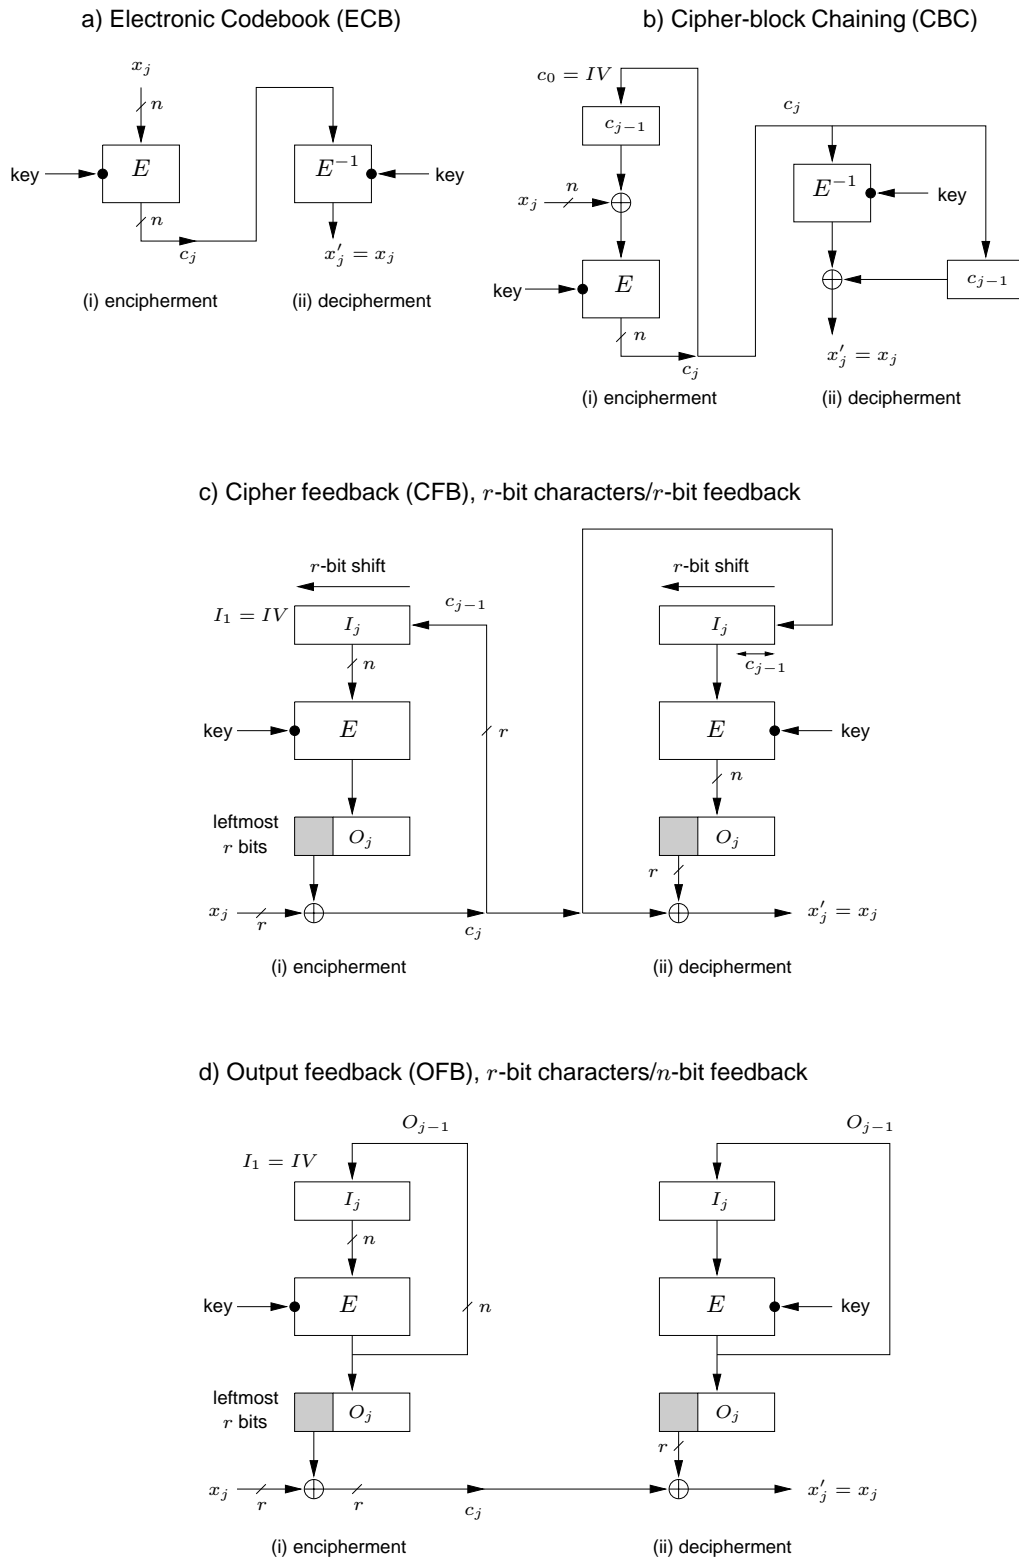 a) Electronic Codebook (ECB)
b) Cipher-block Chaining (CBC)
x_j
n
key
E
n
c_j
E^{-1}
key
x'_j = x_j
(i) encipherment
(ii) decipherment
c_0 = IV
c_{j-1}
x_j
n
key
E
n
c_j
c_j
E^{-1}
key
c_{j-1}
x'_j = x_j
(i) encipherment
(ii) decipherment
c) Cipher feedback (CFB), r-bit characters/r-bit feedback
r-bit shift
I_1 = IV
I_j
c_{j-1}
n
key
E
r
leftmost
r bits
O_j
x_j
r
c_j
(i) encipherment
r-bit shift
I_j
c_{j-1}
E
key
n
O_j
r
x'_j = x_j
(ii) decipherment
d) Output feedback (OFB), r-bit characters/n-bit feedback
O_{j-1}
I_1 = IV
I_j
n
key
E
n
leftmost
r bits
O_j
x_j
r
r
c_j
(i) encipherment
O_{j-1}
I_j
E
key
O_j
r
x'_j = x_j
(ii) decipherment